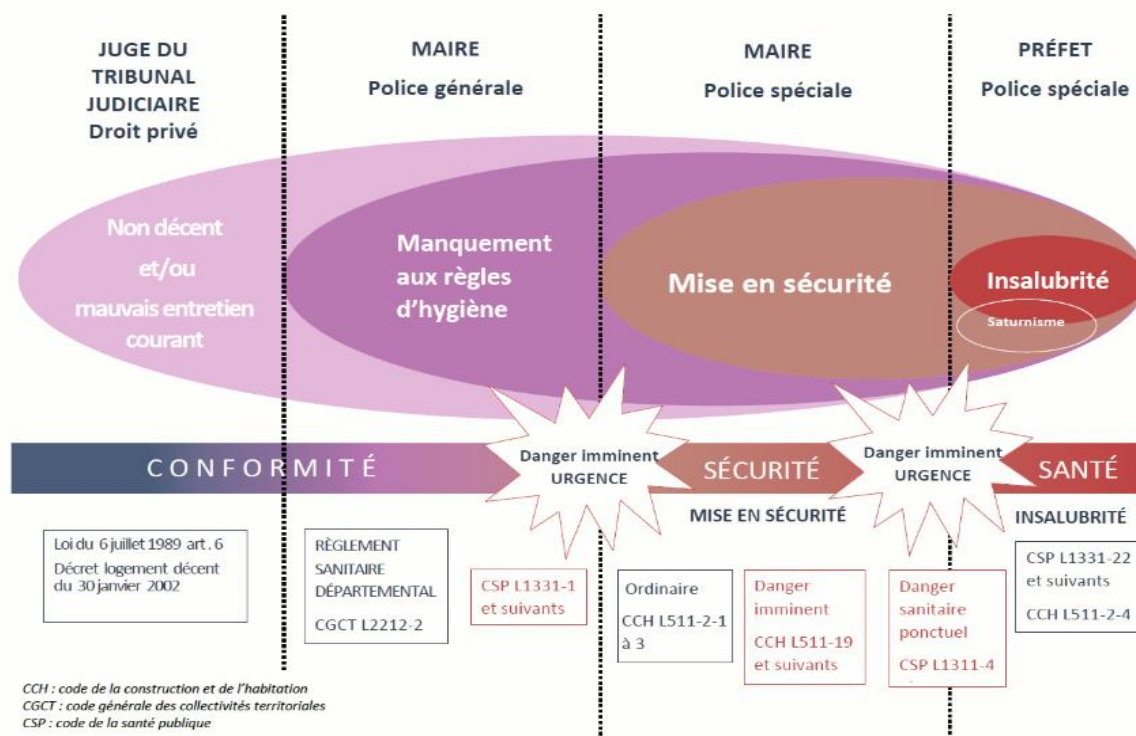 JUGE DU
TRIBUNAL
JUDICIAIRE
Droit privé
MAIRE
Police générale
MAIRE
Police spéciale
PRÉFET
Police spéciale
Non décent
et/ou
mauvais entretien
courant
Manquement
aux règles
d’hygiène
Mise en sécurité
Insalubrité
Saturnisme
CONFORMITÉ
Danger imminent
URGENCE
SÉCURITÉ
Danger imminent
URGENCE
SANTÉ
MISE EN SÉCURITÉ
INSALUBRITÉ
Loi du 6 juillet 1989 art. 6
Décret logement décent
du 30 janvier 2002
RÈGLEMENT
SANITAIRE
DÉPARTEMENTAL
CGCT L2212-2
CSP L1331-1
et suivants
Ordinaire
CCH L511-2-1
à 3
Danger
imminent
CCH L511-19
et suivants
Danger
sanitaire
ponctuel
CSP L1311-4
CSP L1331-22
et suivants
CCH L511-2-4
CCH : code de la construction et de l’habitation
CGCT : code générale des collectivités territoriales
CSP : code de la santé publique